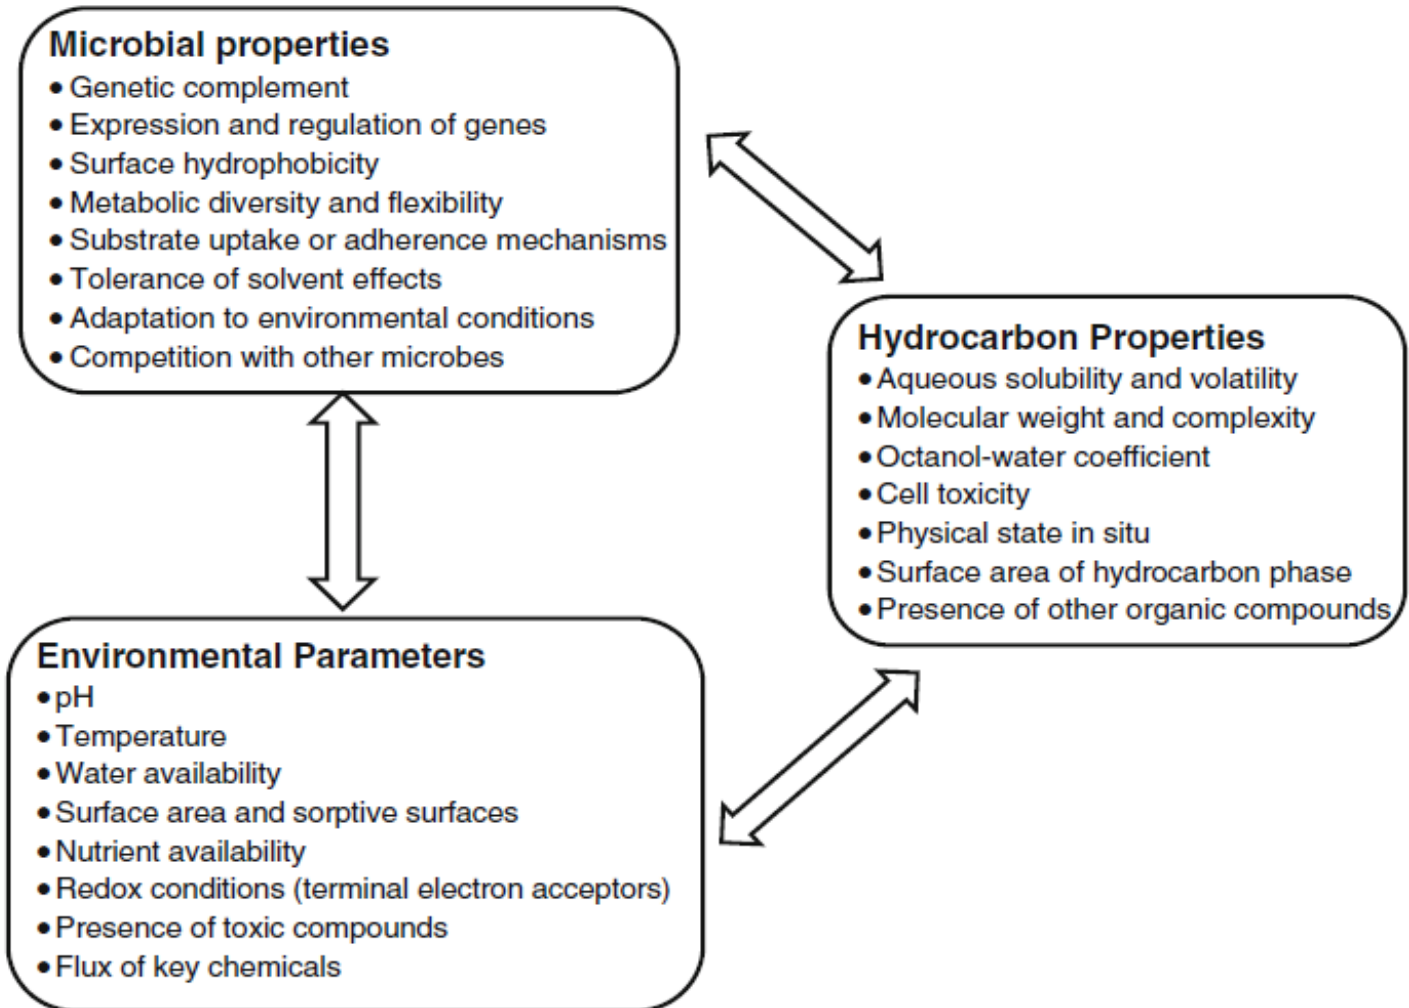 Microbial properties
• Genetic complement
• Expression and regulation of genes
• Surface hydrophobicity
• Metabolic diversity and flexibility
• Substrate uptake or adherence mechanisms
• Tolerance of solvent effects
• Adaptation to environmental conditions
• Competition with other microbes
Hydrocarbon Properties
• Aqueous solubility and volatility
• Molecular weight and complexity
• Octanol-water coefficient
• Cell toxicity
• Physical state in situ
• Surface area of hydrocarbon phase
• Presence of other organic compounds
Environmental Parameters
• pH
• Temperature
• Water availability
• Surface area and sorptive surfaces
• Nutrient availability
• Redox conditions (terminal electron acceptors)
• Presence of toxic compounds
• Flux of key chemicals